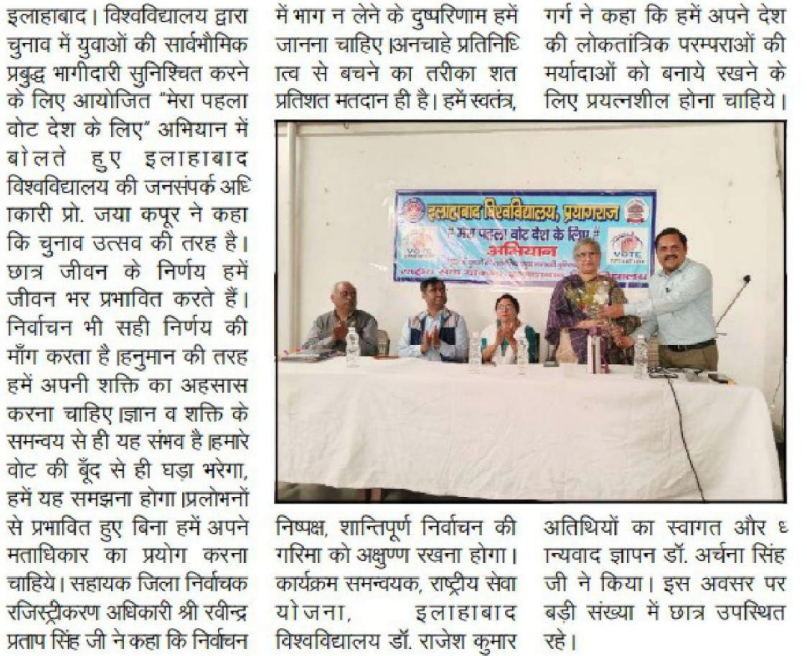 इलाहाबाद। विश्वविद्यालय द्वारा
चुनाव में युवाओं की सार्वभौमिक
प्रबुद्ध भागीदारी सुनिश्चित करने
के लिए आयोजित "मेरा पहला
वोट देश के लिए" अभियान में
बोलते हुए इलाहाबाद
विश्वविद्यालय की जनसंपर्क अधि
ाकारी प्रो. जया कपूर ने कहा
कि चुनाव उत्सव की तरह है।
छात्र जीवन के निर्णय हमें
जीवन भर प्रभावित करते हैं।
निर्वाचन भी सही निर्णय की
माँग करता है।हनुमान की तरह
हमें अपनी शक्ति का अहसास
करना चाहिए।ज्ञान व शक्ति के
समन्वय से ही यह संभव है।हमारे
वोट की बूँद से ही घड़ा भरेगा,
हमें यह समझना होगा।प्रलोभनों
से प्रभावित हुए बिना हमें अपने
मताधिकार का प्रयोग करना
चाहिये। सहायक जिला निर्वाचक
रजिस्ट्रीकरण अधिकारी श्री रवीन्द्र
प्रताप सिंह जी ने कहा कि निर्वाचन
में भाग न लेने के दुष्परिणाम हमें
जानना चाहिए।अनचाहे प्रतिनिधि
ात्व से बचने का तरीका शत
प्रतिशत मतदान ही है। हमें स्वतंत्र,
निष्पक्ष, शान्तिपूर्ण निर्वाचन की
गरिमा को अक्षुण्ण रखना होगा।
कार्यक्रम समन्वयक, राष्ट्रीय सेवा
योजना, इलाहाबाद
विश्वविद्यालय डॉ. राजेश कुमार
गर्ग ने कहा कि हमें अपने देश
की लोकतांत्रिक परम्पराओं की
मर्यादाओं को बनाये रखने के
लिए प्रयत्नशील होना चाहिये।
इलाहाबाद विश्वविद्यालय, प्रयागराज
# मेरा पहला वोट देश के लिए #
अभियान
VOTE
VOTE
राष्ट्रीय सेवा
अतिथियों का स्वागत और ध
ान्यवाद ज्ञापन डॉ. अर्चना सिंह
जी ने किया। इस अवसर पर
बड़ी संख्या में छात्र उपस्थित
रहे।